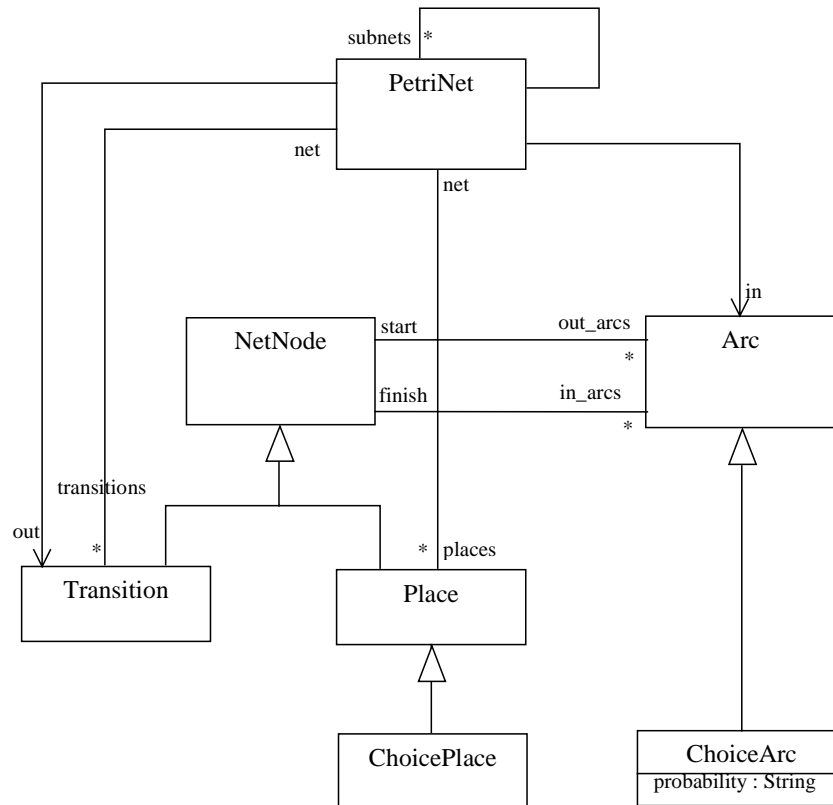 subnets *
PetriNet
net
net
in
NetNode
start
out_arcs
Arc
*
finish
in_arcs
*
transitions
out
*
* places
Transition
Place
ChoicePlace
ChoiceArc
probability : String